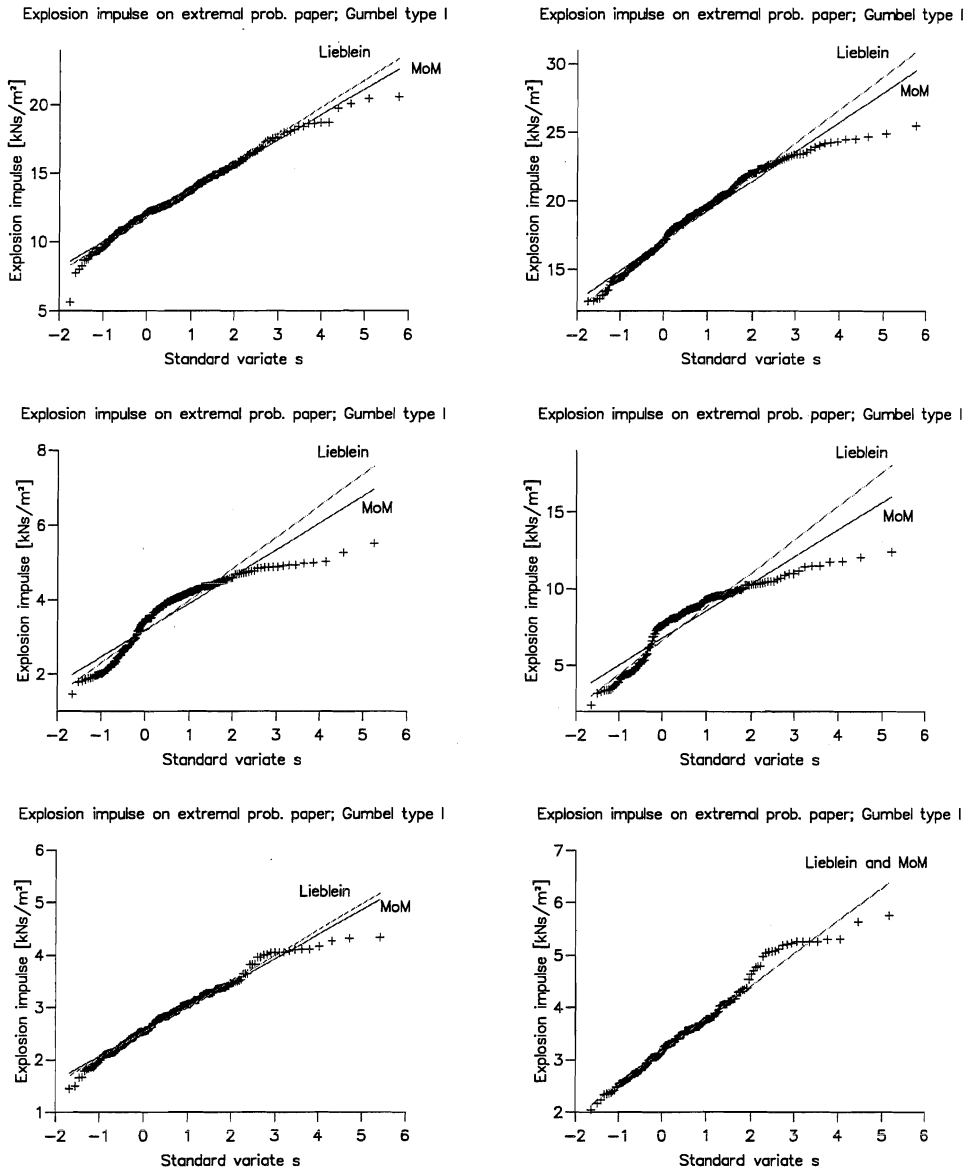 Explosion impulse on extremal prob. paper; Gumbel type I
Lieblein
MoM
20
15
10
5
Explosion impulse [kNs/m²]
−2 −1 0 1 2 3 4 5 6
Standard variate s
Explosion impulse on extremal prob. paper; Gumbel type I
Lieblein
MoM
30
25
20
15
Explosion impulse [kNs/m²]
−2 −1 0 1 2 3 4 5 6
Standard variate s
Explosion impulse on extremal prob. paper; Gumbel type I
Lieblein
MoM
8
6
4
2
Explosion impulse [kNs/m²]
−2 −1 0 1 2 3 4 5 6
Standard variate s
Explosion impulse on extremal prob. paper; Gumbel type I
Lieblein
MoM
15
10
5
Explosion impulse [kNs/m²]
−2 −1 0 1 2 3 4 5 6
Standard variate s
Explosion impulse on extremal prob. paper; Gumbel type I
Lieblein
MoM
6
5
4
3
2
1
Explosion impulse [kNs/m²]
−2 −1 0 1 2 3 4 5 6
Standard variate s
Explosion impulse on extremal prob. paper; Gumbel type I
Lieblein and MoM
7
6
5
4
3
2
Explosion impulse [kNs/m²]
−2 −1 0 1 2 3 4 5 6
Standard variate s